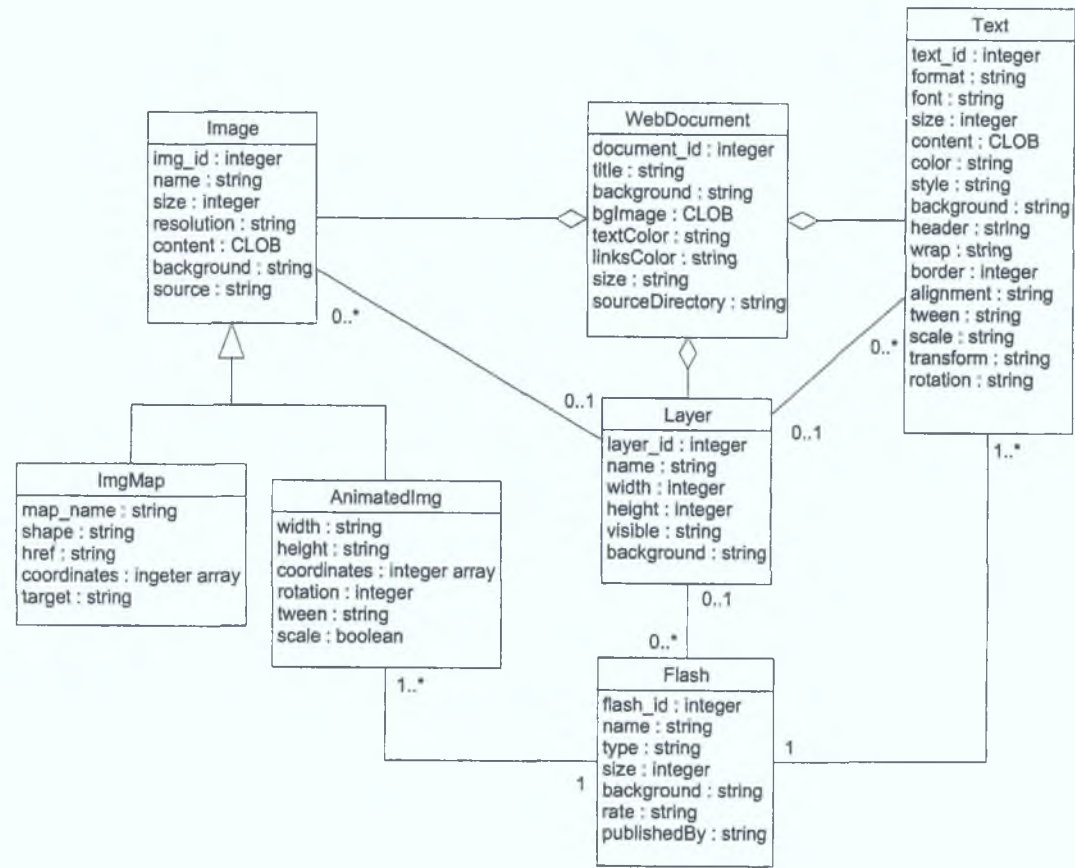 Text
text_id : integer
format : string
font : string
size : integer
content : CLOB
color : string
style : string
background : string
header : string
wrap : string
border : integer
alignment : string
tween : string
scale : string
transform : string
rotation : string
Image
img_id : integer
name : string
size : integer
resolution : string
content : CLOB
background : string
source : string
WebDocument
document_id : integer
title : string
background : string
bgImage : CLOB
textColor : string
linksColor : string
size : string
sourceDirectory : string
0..*
0..*
0..1
0..1
1..*
Layer
layer_id : integer
name : string
width : integer
height : integer
visible : string
background : string
ImgMap
map_name : string
shape : string
href : string
coordinates : ingeter array
target : string
AnimatedImg
width : string
height : string
coordinates : integer array
rotation : integer
tween : string
scale : boolean
0..1
0..*
1..*
1
1
Flash
flash_id : integer
name : string
type : string
size : integer
background : string
rate : string
publishedBy : string